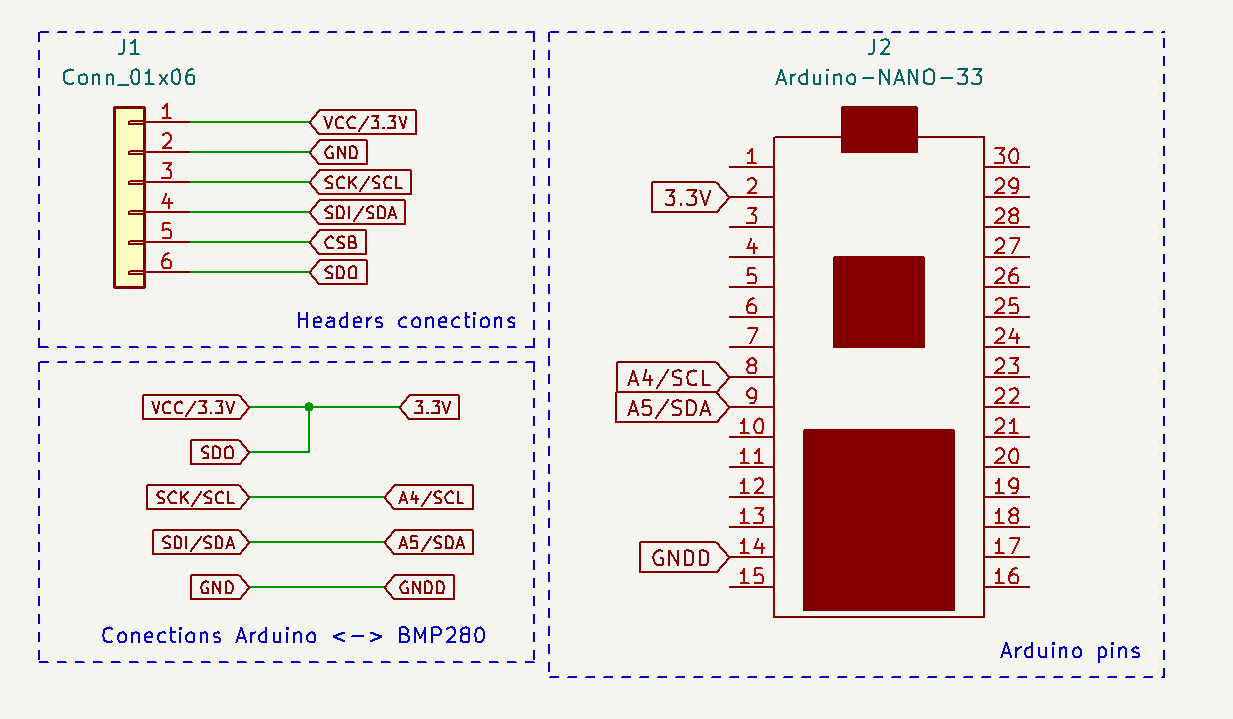 J1
Conn_01x06
1
VCC/3.3V
2
GND
3
SCK/SCL
4
SDI/SDA
5
CSB
6
SDO
Headers conections
VCC/3.3V
3.3V
SDO
SCK/SCL
A4/SCL
SDI/SDA
A5/SDA
GND
GNDD
Conections Arduino <-> BMP280
J2
Arduino-NANO-33
1
30
3.3V
2
29
3
28
4
27
5
26
6
25
7
24
A4/SCL
8
23
A5/SDA
9
22
10
21
11
20
12
19
13
18
GNDD
14
17
15
16
Arduino pins